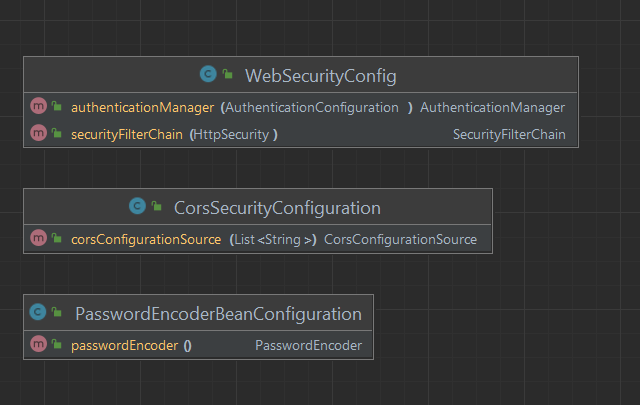 WebSecurityConfig
authenticationManager (AuthenticationConfiguration ) AuthenticationManager
securityFilterChain (HttpSecurity ) SecurityFilterChain
CorsSecurityConfiguration
corsConfigurationSource (List <String >) CorsConfigurationSource
PasswordEncoderBeanConfiguration
passwordEncoder () PasswordEncoder